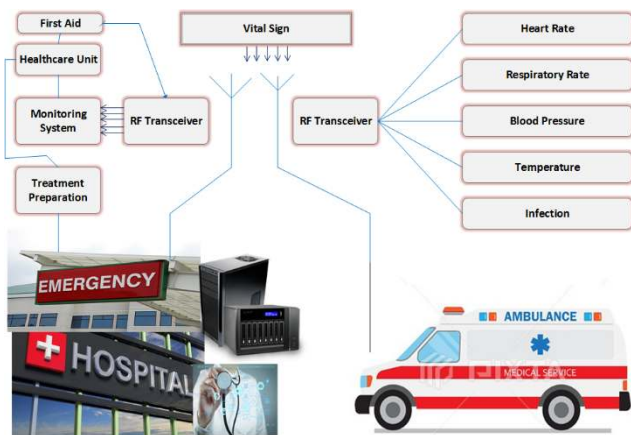 First Aid
Healthcare Unit
Monitoring
System
RF Transceiver
Treatment
Preparation
Vital Sign
RF Transceiver
Heart Rate
Respiratory Rate
Blood Pressure
Temperature
Infection
EMERGENCY
HOSPITAL
AMBULANCE
MEDICAL SERVICE